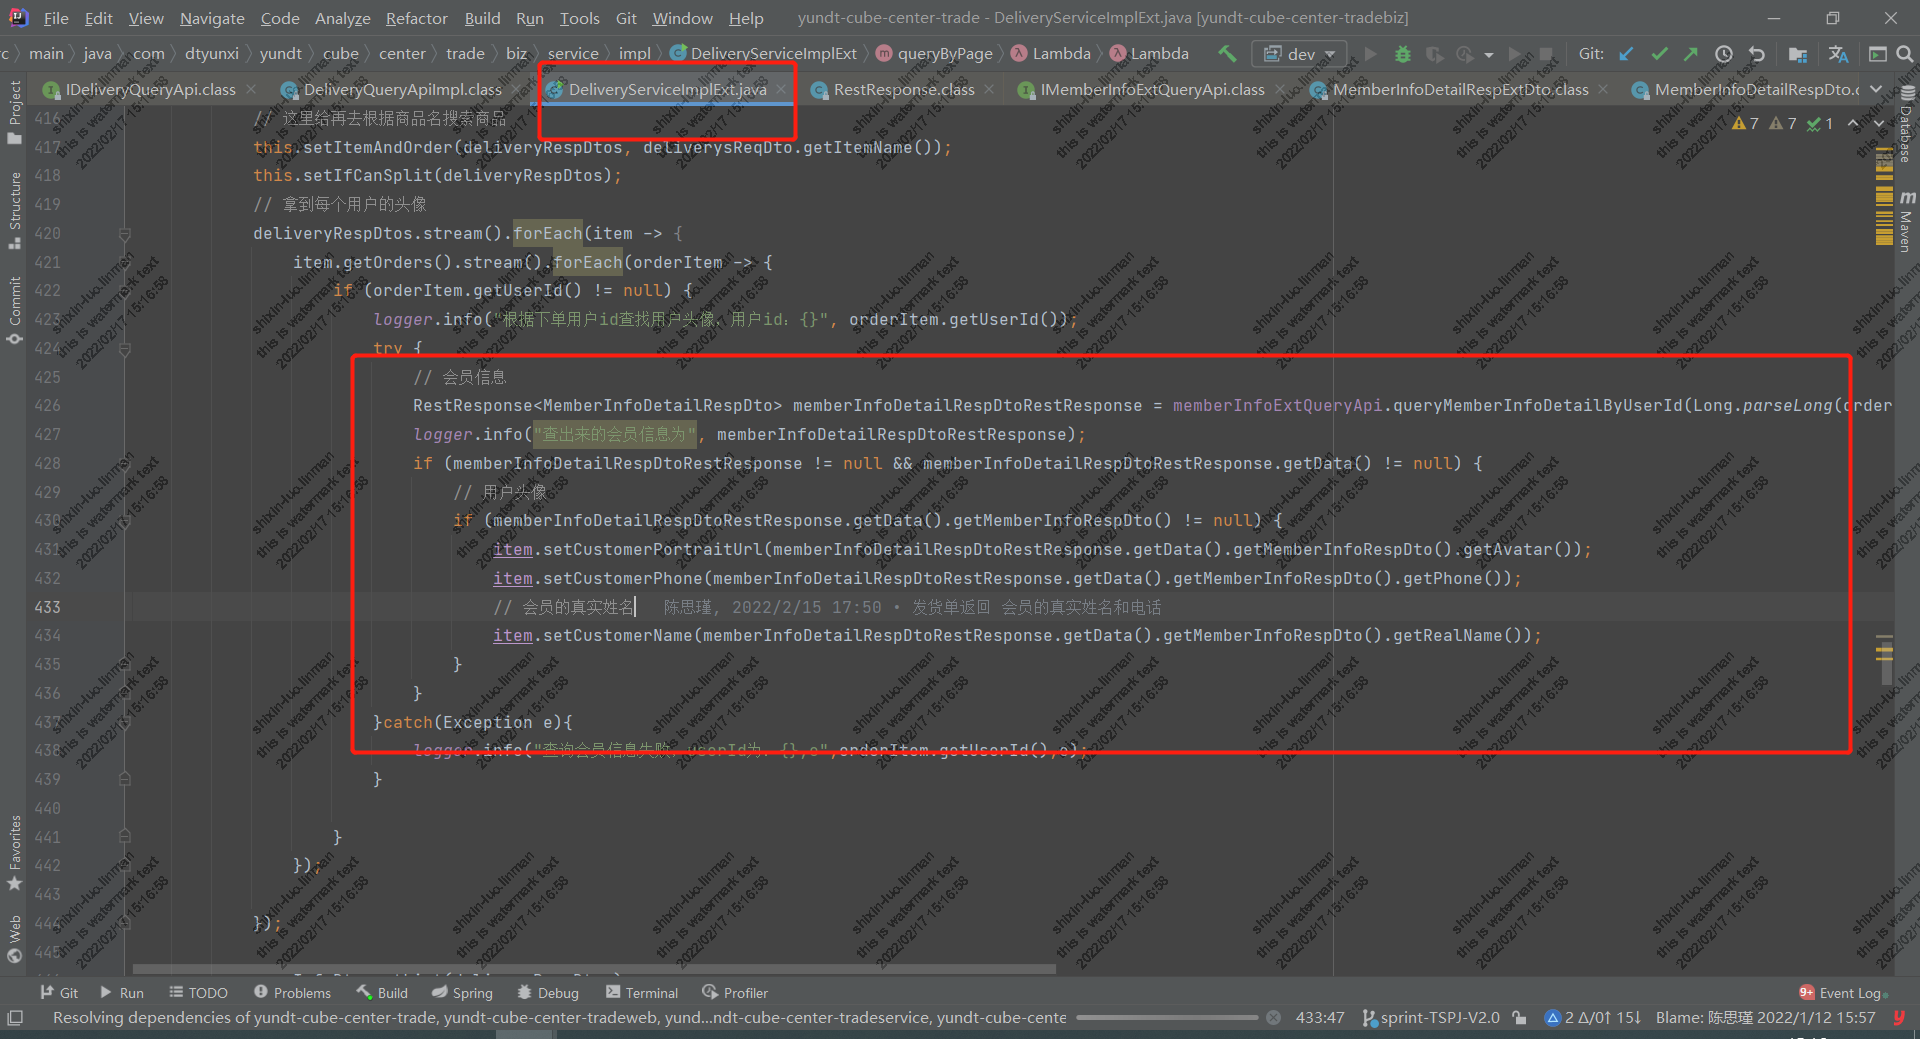 File Edit View Navigate Code Analyze Refactor Build Run Tools Git Window Help yundt-cube-center-trade - DeliveryServiceImplExt.java [yundt-cube-center-tradebiz]
rc main java com dtyunxi yundt cube center trade biz service impl DeliveryServiceImplExt queryByPage Lambda Lambda dev Git:
IDeliveryQueryApi.class DeliveryQueryApiImpl.class DeliveryServiceImplExt.java RestResponse.class IMemberInfoExtQueryApi.class MemberInfoDetailRespExtDto.class MemberInfoDetailRespDto.c
7 7 1
416 // 这里给再去根据商品名搜索商品
417 this.setItemAndOrder(deliveryRespDtos, deliverysReqDto.getItemName());
418 this.setIfCanSplit(deliveryRespDtos);
419 // 拿到每个用户的头像
420 deliveryRespDtos.stream().forEach(item -> {
421 item.getOrders().stream().forEach(orderItem -> {
422 if (orderItem.getUserId() != null) {
423 logger.info("根据下单用户id查找用户头像，用户id：{}", orderItem.getUserId());
424 try {
425 // 会员信息
426 RestResponse<MemberInfoDetailRespDto> memberInfoDetailRespDtoRestResponse = memberInfoExtQueryApi.queryMemberInfoDetailByUserId(Long.parseLong(order
427 logger.info("查出来的会员信息为", memberInfoDetailRespDtoRestResponse);
428 if (memberInfoDetailRespDtoRestResponse != null && memberInfoDetailRespDtoRestResponse.getData() != null) {
429 // 用户头像
430 if (memberInfoDetailRespDtoRestResponse.getData().getMemberInfoRespDto() != null) {
431 item.setCustomerPortraitUrl(memberInfoDetailRespDtoRestResponse.getData().getMemberInfoRespDto().getAvatar());
432 item.setCustomerPhone(memberInfoDetailRespDtoRestResponse.getData().getMemberInfoRespDto().getPhone());
433 // 会员的真实姓名 陈思瑾, 2022/2/15 17:50 • 发货单返回 会员的真实姓名和电话
434 item.setCustomerName(memberInfoDetailRespDtoRestResponse.getData().getMemberInfoRespDto().getRealName());
435 }
436 }
437 }catch(Exception e){
438 logger.info("查询会员信息失败，userId为：{},e",orderItem.getUserId(),e);
439 }
440
441 }
442 });
443
444 });
445
Project
Structure
Commit
Favorites
Web
Database
Maven
shixin-luo.linman
this is watermark text
2022/02/17 15:16:58
Git Run TODO Problems Build Spring Debug Terminal Profiler 9+ Event Log
Resolving dependencies of yundt-cube-center-trade, yundt-cube-center-tradeweb, yund...ndt-cube-center-tradeservice, yundt-cube-cente 433:47 sprint-TSPJ-V2.0 2 Δ/0↑ 15↓ Blame: 陈思瑾 2022/1/12 15:57